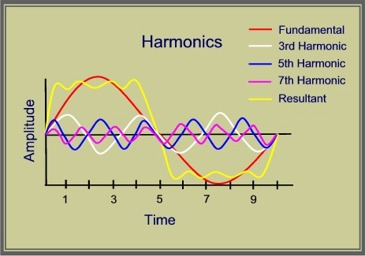 Harmonics
Fundamental
3rd Harmonic
5th Harmonic
7th Harmonic
Resultant
Amplitude
1 3 5 7 9
Time